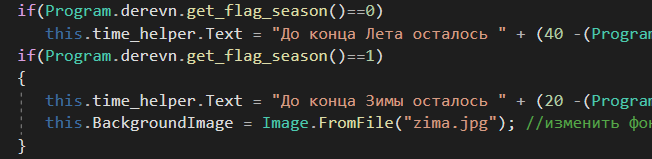 if(Program.derevn.get_flag_season()==0)
this.time_helper.Text = "До конца Лета осталось " + (40 -(Program
if(Program.derevn.get_flag_season()==1)
{
this.time_helper.Text = "До конца Зимы осталось " + (20 -(Program
this.BackgroundImage = Image.FromFile("zima.jpg"); //изменить фон
}